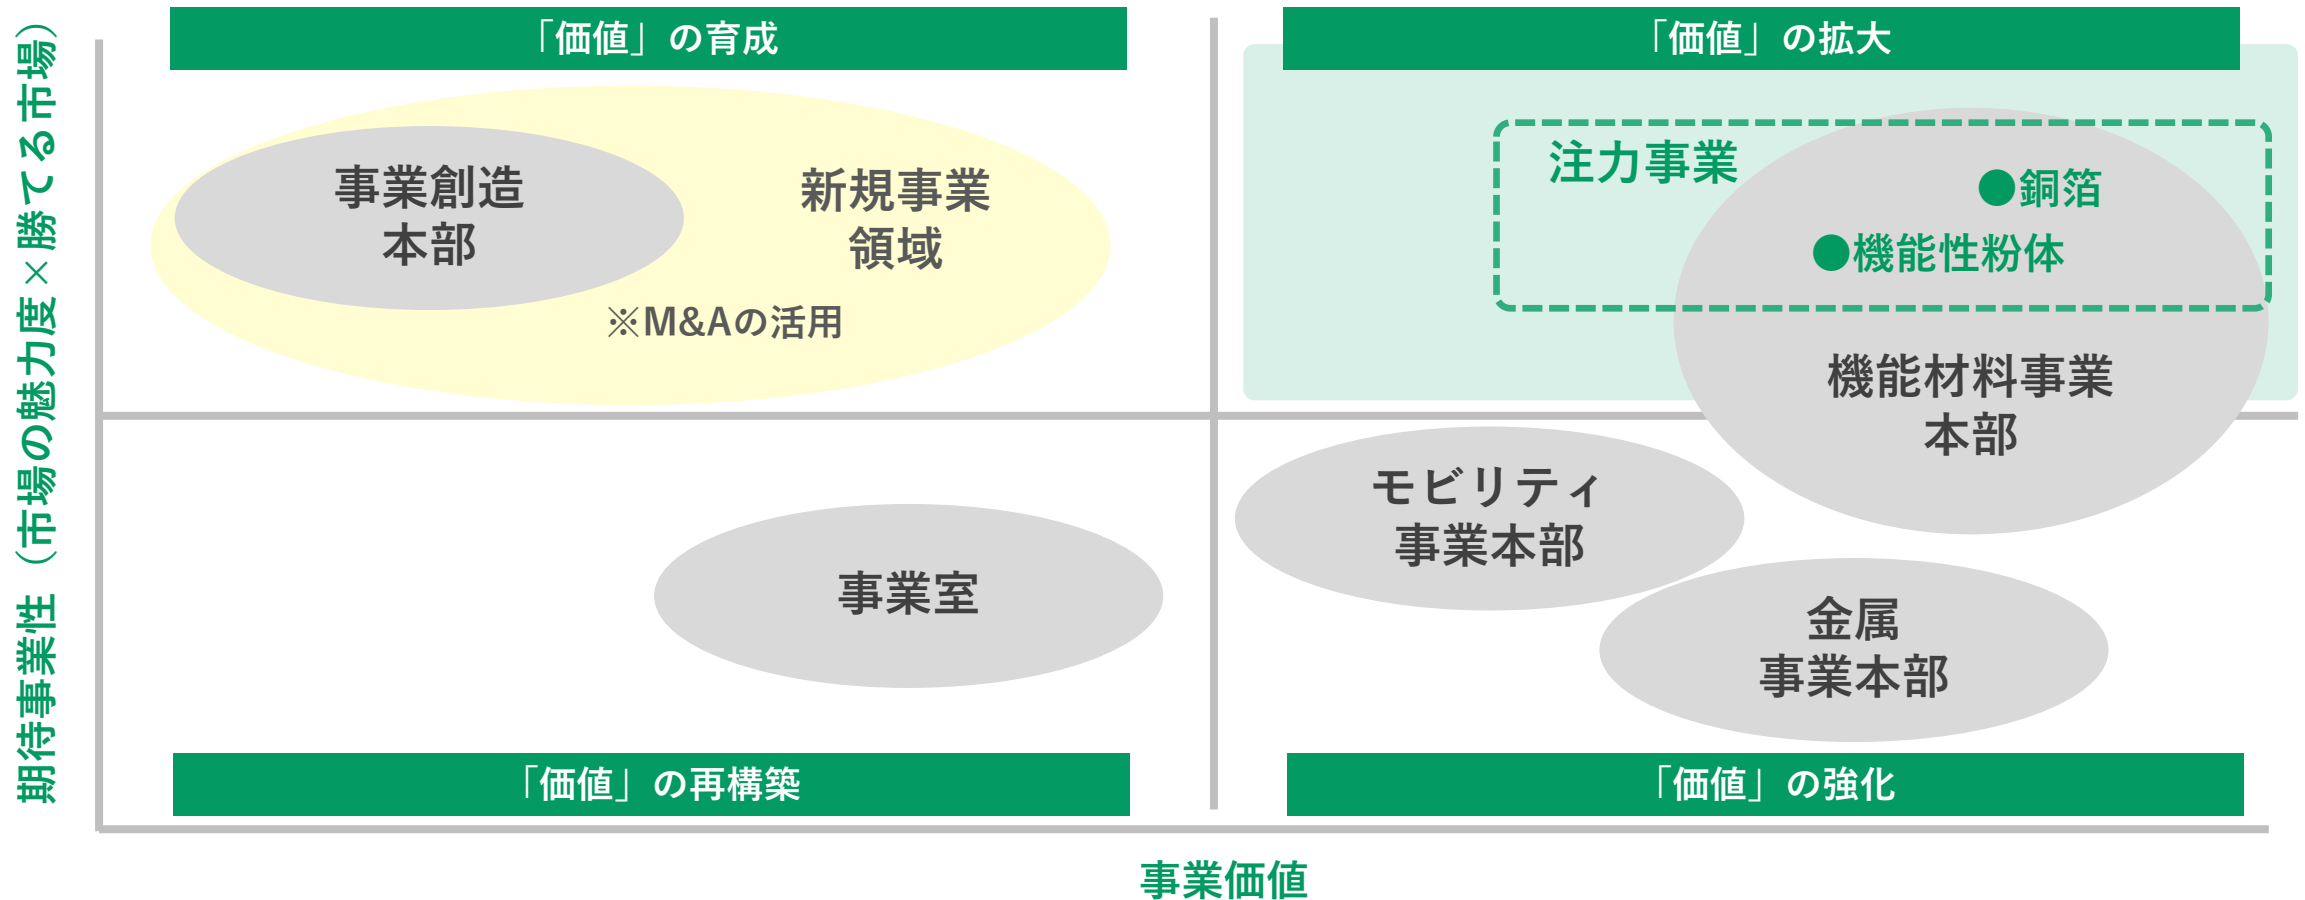 期待事業性（市場の魅力度×勝てる市場）
「価値」の育成
事業創造
本部
新規事業
領域
※M&Aの活用
「価値」の拡大
注力事業
●銅箔
●機能性粉体
機能材料事業
本部
事業室
「価値」の再構築
モビリティ
事業本部
金属
事業本部
「価値」の強化
事業価値